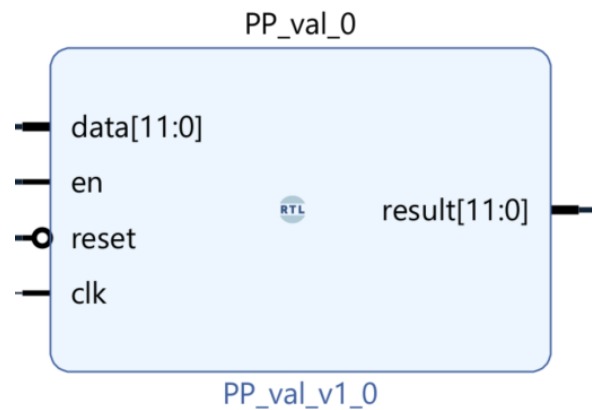 PP_val_0
data[11:0]
en
RTL
result[11:0]
reset
clk
PP_val_v1_0